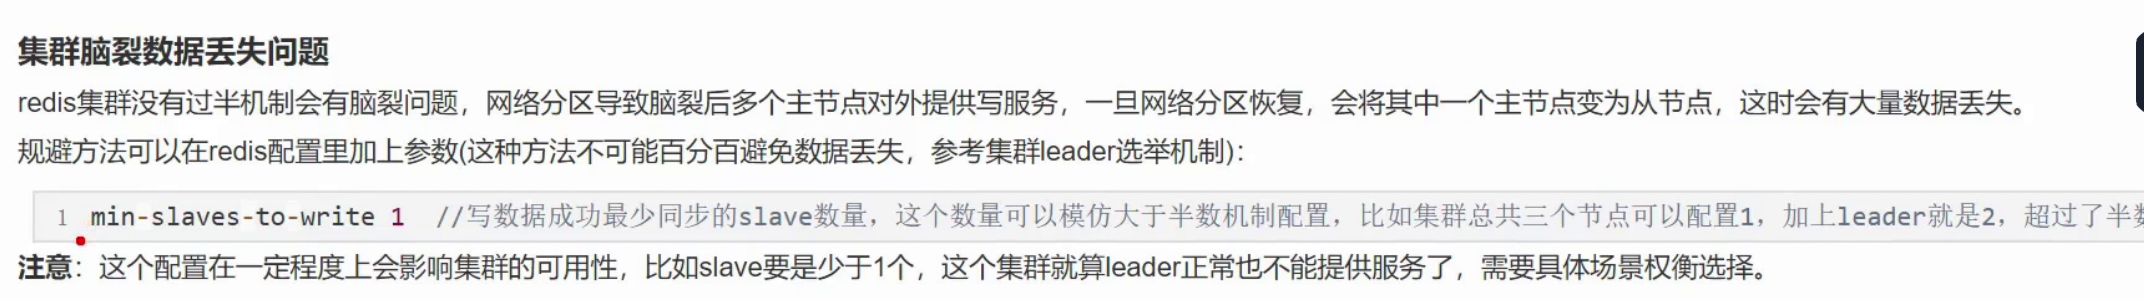 集群脑裂数据丢失问题
redis集群没有过半机制会有脑裂问题，网络分区导致脑裂后多个主节点对外提供写服务，一旦网络分区恢复，会将其中一个主节点变为从节点，这时会有大量数据丢失。
规避方法可以在redis配置里加上参数(这种方法不可能百分百避免数据丢失，参考集群leader选举机制)：
1 min-slaves-to-write 1 //写数据成功最少同步的slave数量，这个数量可以模仿大于半数机制配置，比如集群总共三个节点可以配置1，加上leader就是2，超过了半
注意：这个配置在一定程度上会影响集群的可用性，比如slave要是少于1个，这个集群就算leader正常也不能提供服务了，需要具体场景权衡选择。